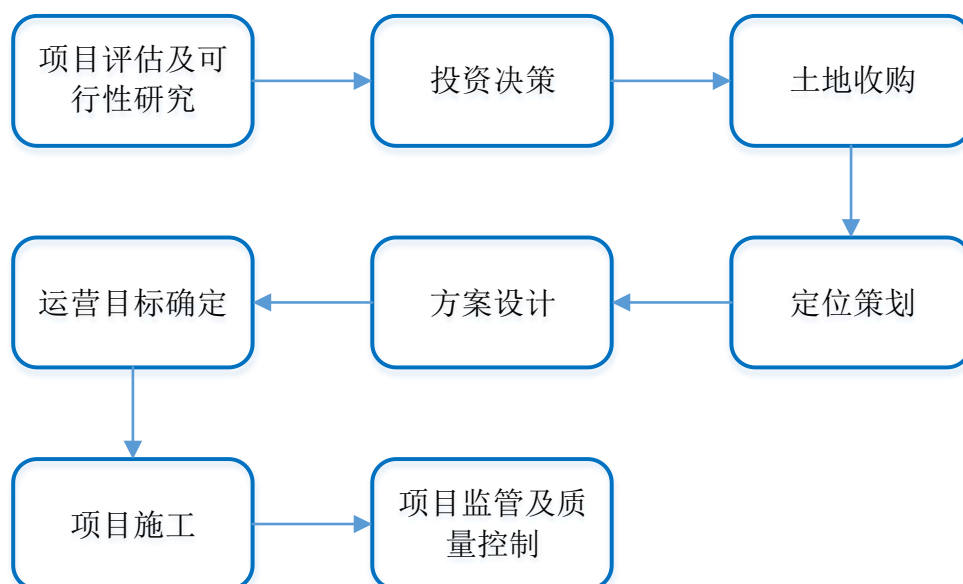 项目评估及可
行性研究
投资决策
土地收购
定位策划
方案设计
运营目标确定
项目施工
项目监管及质
量控制